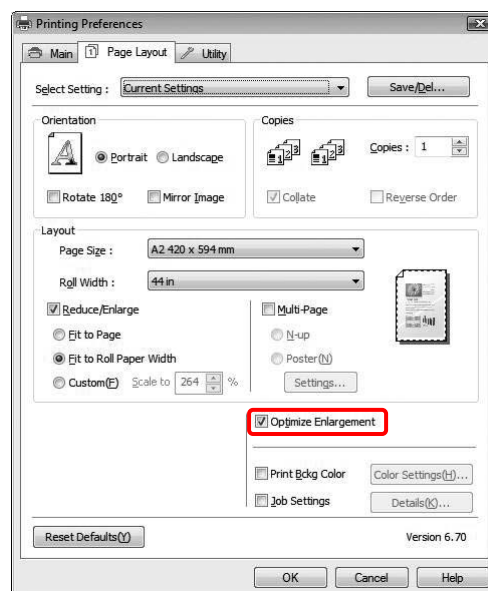 Printing Preferences
Main Page Layout Utility
Select Setting : Current Settings Save/Del...
Orientation
Portrait Landscape
Rotate 180° Mirror Image
Copies
Copies : 1
Collate Reverse Order
Layout
Page Size : A2 420 x 594 mm
Roll Width : 44 in
Reduce/Enlarge
Fit to Page
Fit to Roll Paper Width
Custom(F) Scale to 264 %
Multi-Page
N-up
Poster(N)
Settings...
Optimize Enlargement
Print Bckg Color Color Settings(H)...
Job Settings Details(K)...
Reset Defaults(Y) Version 6.70
OK Cancel Help